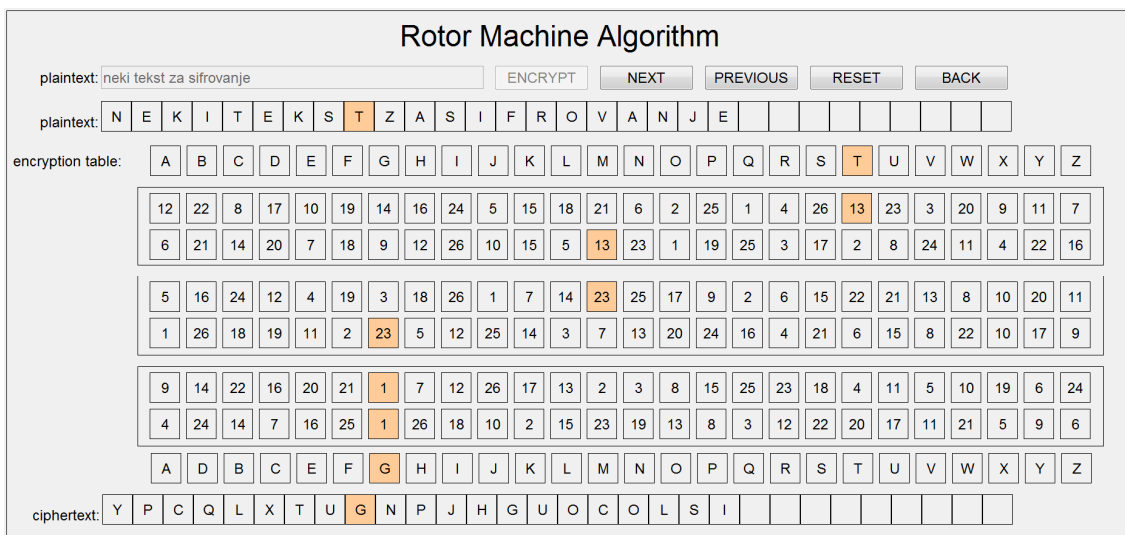 Rotor Machine Algorithm
plaintext: neki tekst za sifrovanje ENCRYPT NEXT PREVIOUS RESET BACK
plaintext: N E K I T E K S T Z A S I F R O V A N J E
encryption table: A B C D E F G H I J K L M N O P Q R S T U V W X Y Z
12 22 8 17 10 19 14 16 24 5 15 18 21 6 2 25 1 4 26 13 23 3 20 9 11 7
6 21 14 20 7 18 9 12 26 10 15 5 13 23 1 19 25 3 17 2 8 24 11 4 22 16
5 16 24 12 4 19 3 18 26 1 7 14 23 25 17 9 2 6 15 22 21 13 8 10 20 11
1 26 18 19 11 2 23 5 12 25 14 3 7 13 20 24 16 4 21 6 15 8 22 10 17 9
9 14 22 16 20 21 1 7 12 26 17 13 2 3 8 15 25 23 18 4 11 5 10 19 6 24
4 24 14 7 16 25 1 26 18 10 2 15 23 19 13 8 3 12 22 20 17 11 21 5 9 6
A D B C E F G H I J K L M N O P Q R S T U V W X Y Z
ciphertext: Y P C Q L X T U G N P J H G U O C O L S I